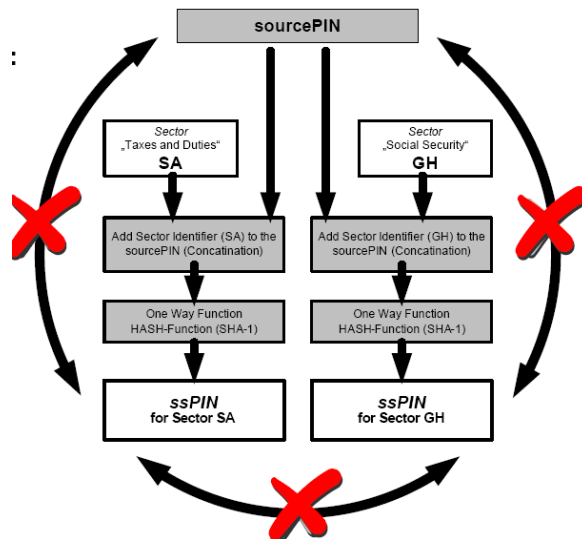 sourcePIN
:
Sector
„Taxes and Duties“
SA
Sector
„Social Security“
GH
Add Sector Identifier (SA) to the
sourcePIN (Concatination)
Add Sector Identifier (GH) to the
sourcePIN (Concatination)
One Way Function
HASH-Function (SHA-1)
One Way Function
HASH-Function (SHA-1)
ssPIN
for Sector SA
ssPIN
for Sector GH